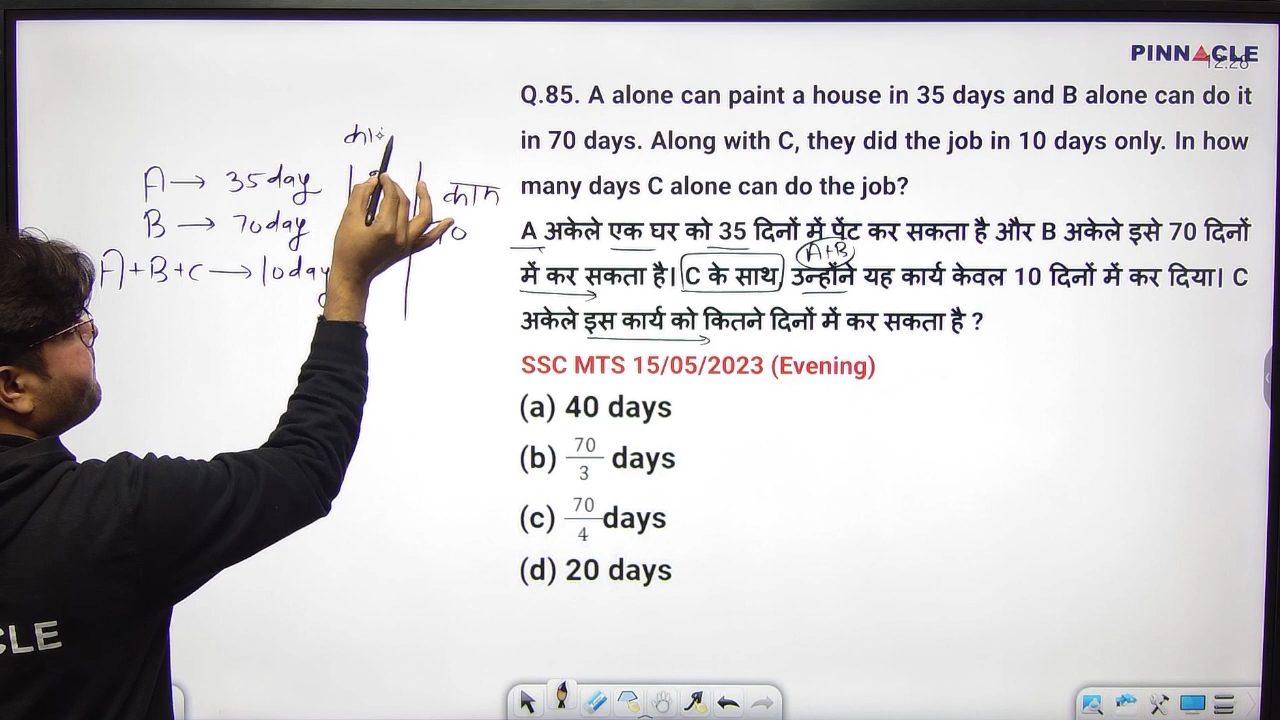 PINNACLE
12:28
Q.85. A alone can paint a house in 35 days and B alone can do it
in 70 days. Along with C, they did the job in 10 days only. In how
many days C alone can do the job?
A अकेले एक घर को 35 दिनों में पेंट कर सकता है और B अकेले इसे 70 दिनों
(A+B)
में कर सकता है। C के साथ, उन्होंने यह कार्य केवल 10 दिनों में कर दिया। C
अकेले इस कार्य को कितने दिनों में कर सकता है ?
SSC MTS 15/05/2023 (Evening)
(a) 40 days
(b) 70/3 days
(c) 70/4 days
(d) 20 days
A → 35 day
काम
B → 70 day
70
A+B+C → 10 day
CLE